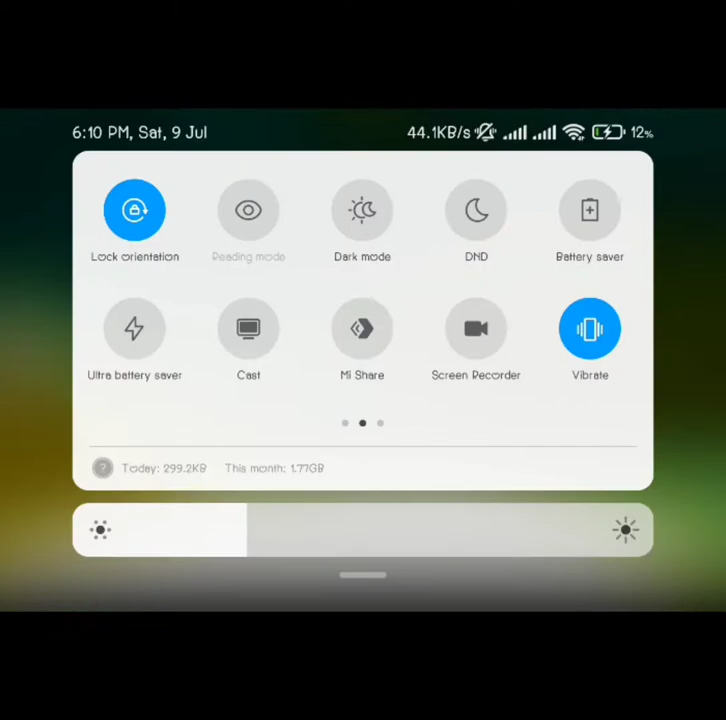 6:10 PM, Sat, 9 Jul 44.1KB/s 12%
Lock orientation Reading mode Dark mode DND Battery saver
Ultra battery saver Cast Mi Share Screen Recorder Vibrate
? Today: 299.2KB This month: 1.77GB